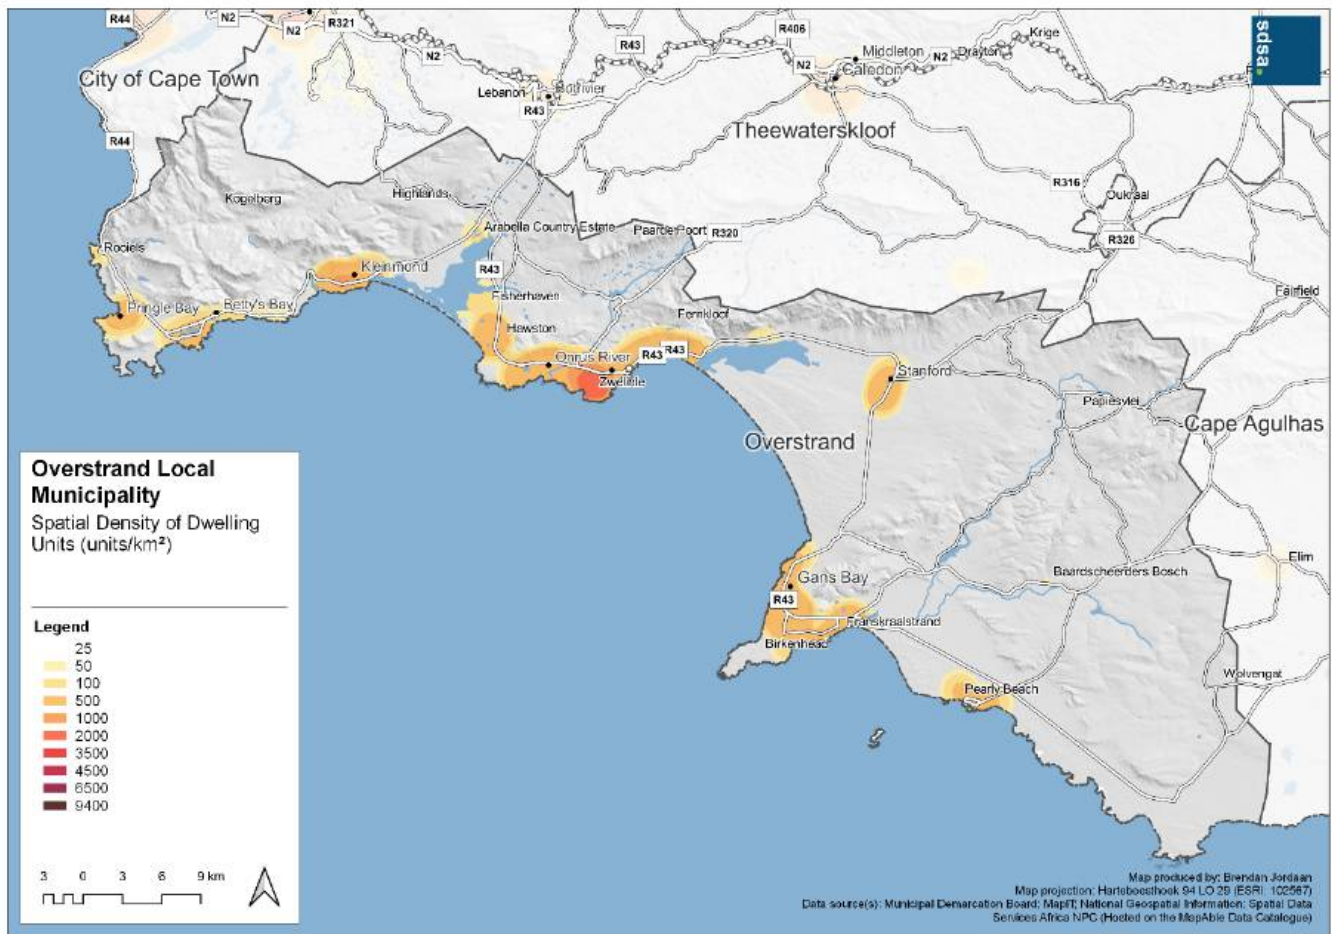 R44
N2
R321
N2
N2
R43
R406
Krige
sdsa
Middleton
N2
Drayton
N2
Caledon
City of Cape Town
Lebanon
Botrivier
R43
Theewaterskloof
R44
R316
Oukraal
Kogelberg
Highlands
Arabella Country Estate
Paarde Poort
R320
R326
Rooiels
Kleinmond
R43
Fisherhaven
Fairfield
Pringle Bay
Betty's Bay
Fernkloof
Hawston
Onrus River
R43
R43
Zwelihle
Stanford
Papiesvlei
Cape Agulhas
Overstrand
Elim
Gans Bay
Baardscheerders Bosch
R43
Franskraalstrand
Birkenhead
Wolvengat
Pearly Beach
Overstrand Local
Municipality
Spatial Density of Dwelling
Units (units/km²)
Legend
25
50
100
500
1000
2000
3500
4500
6500
9400
3 0 3 6 9 km
Map produced by: Brendan Jordaan
Map projection: Hartebeesthoek 94 LO 29 (ESRI: 102567)
Data source(s): Municipal Demarcation Board; MapIT; National Geospatial Information; Spatial Data
Services Africa NPC (Hosted on the MapAble Data Catalogue)